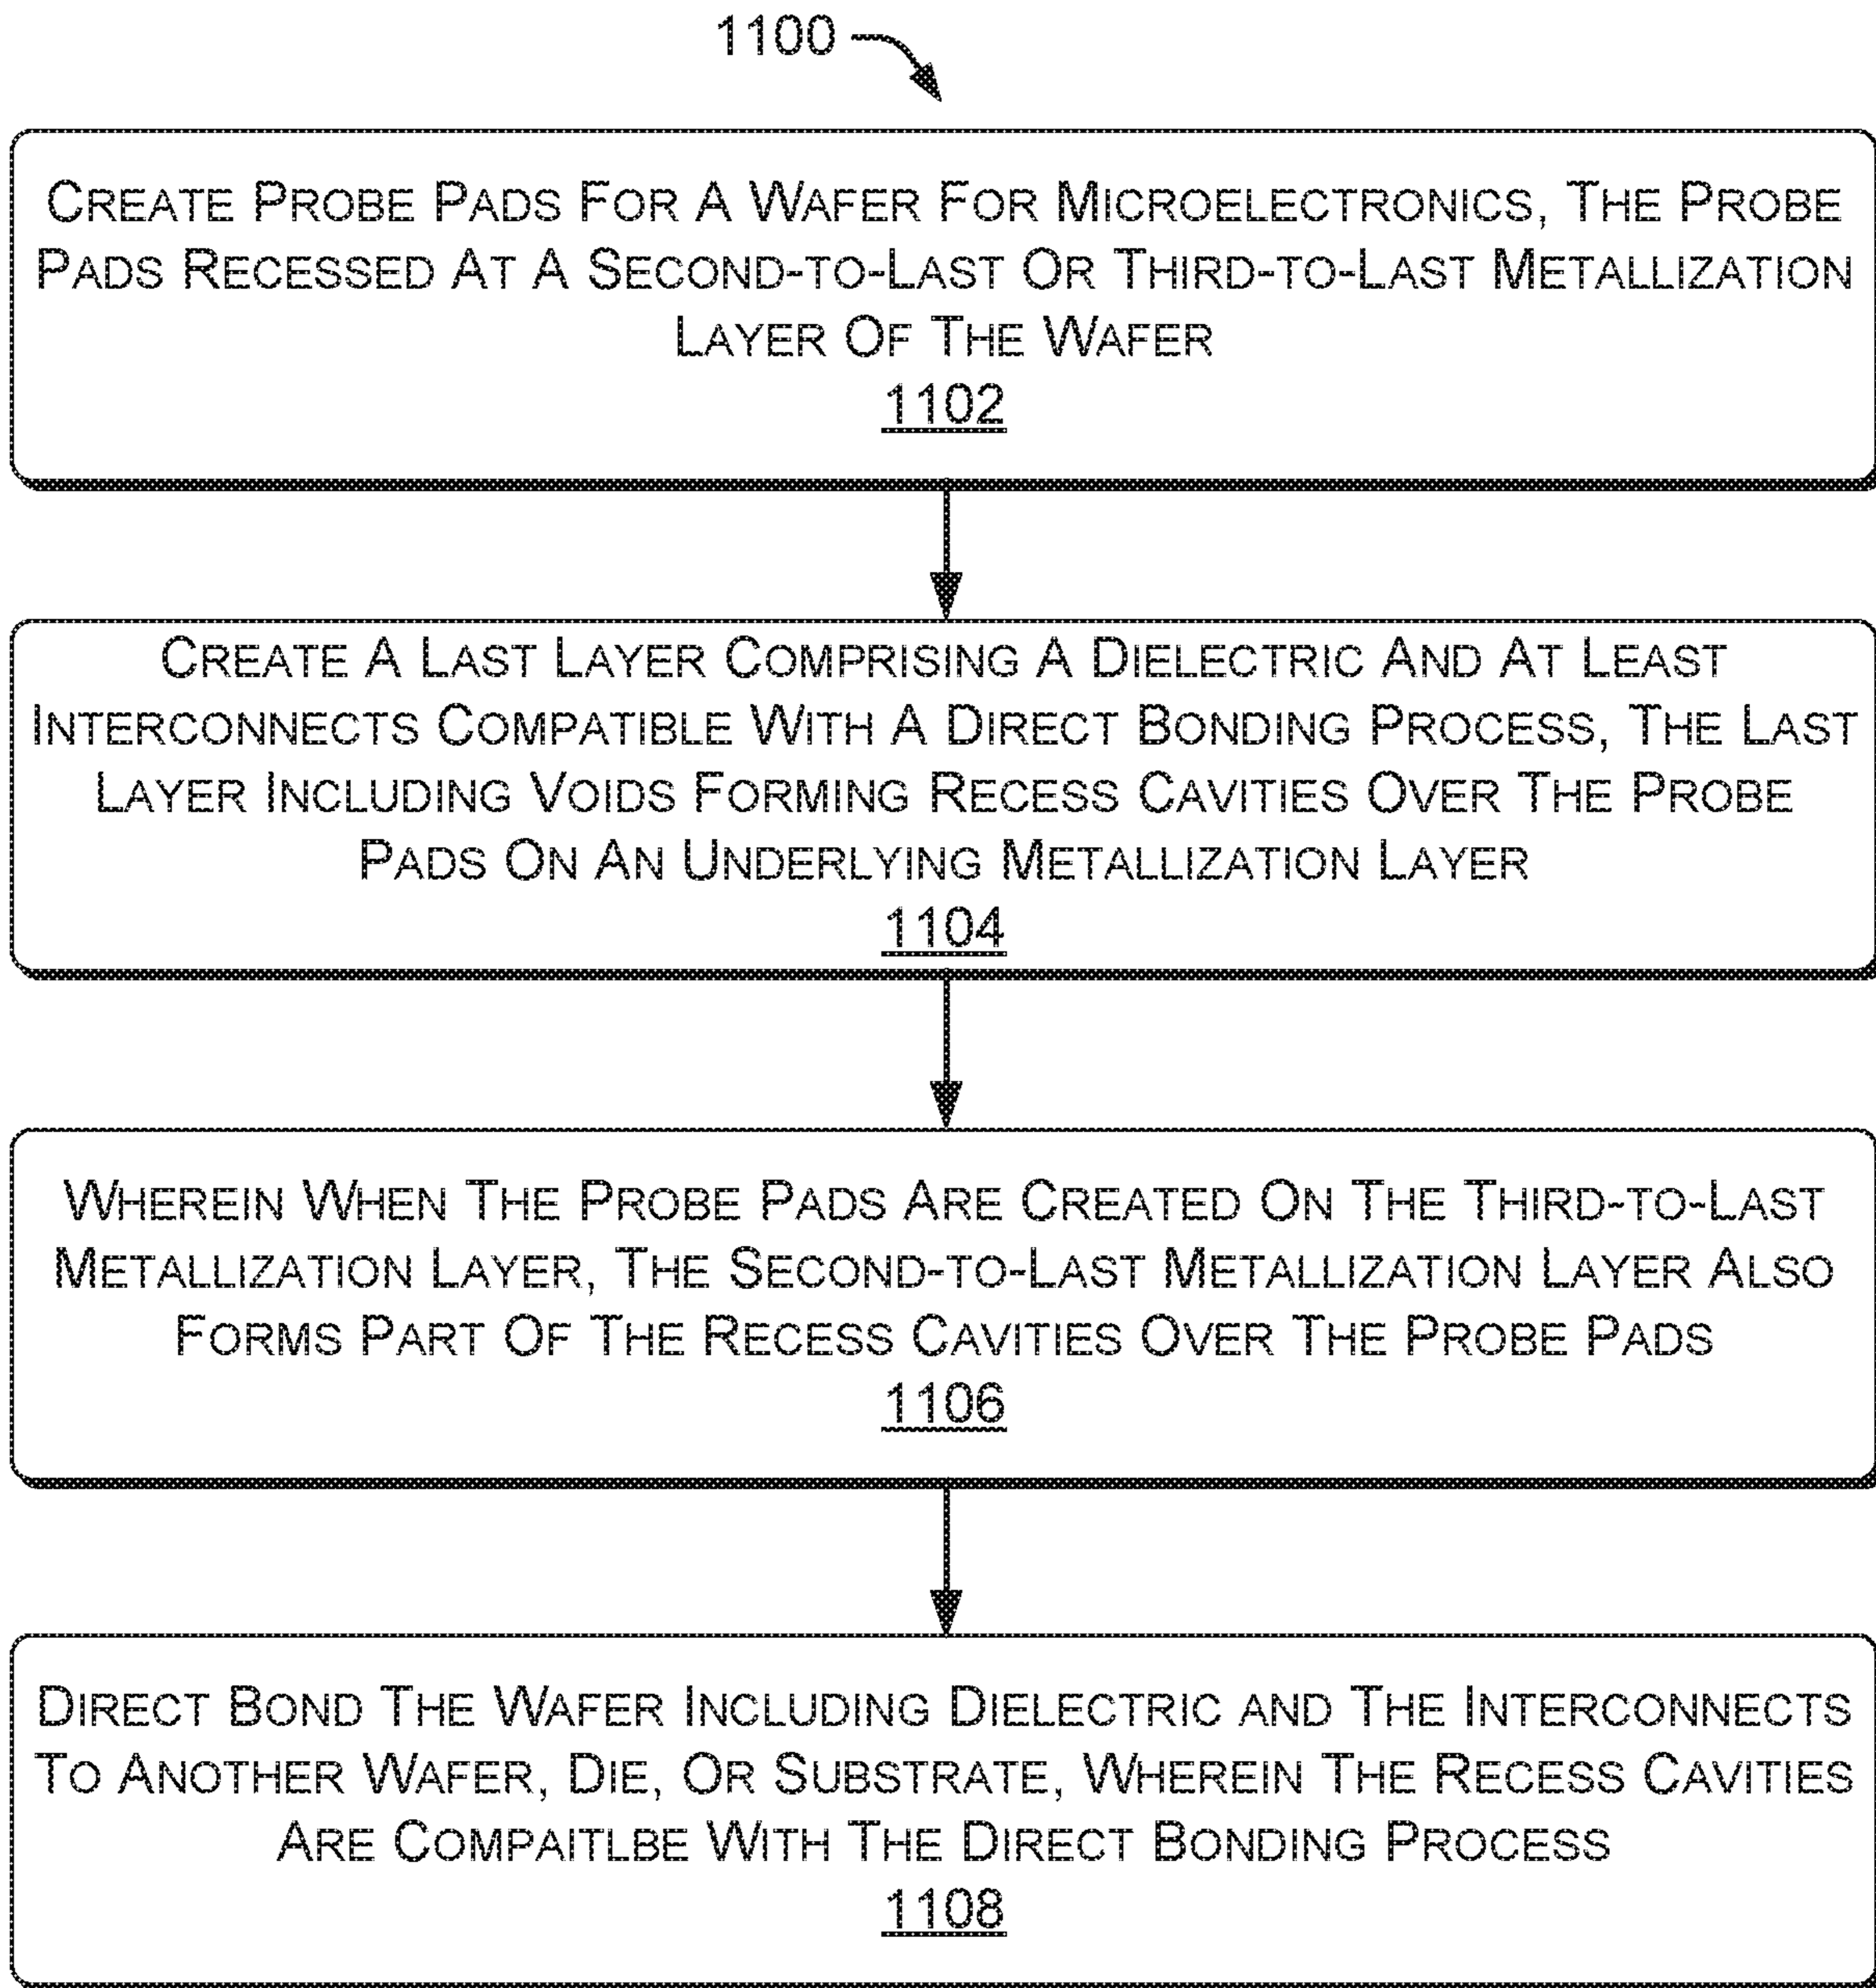 1100
CREATE PROBE PADS FOR A WAFER FOR MICROELECTRONICS, THE PROBE
PADS RECESSED AT A SECOND-TO-LAST OR THIRD-TO-LAST METALLIZATION
LAYER OF THE WAFER
1102
CREATE A LAST LAYER COMPRISING A DIELECTRIC AND AT LEAST
INTERCONNECTS COMPATIBLE WITH A DIRECT BONDING PROCESS, THE LAST
LAYER INCLUDING VOIDS FORMING RECESS CAVITIES OVER THE PROBE
PADS ON AN UNDERLYING METALLIZATION LAYER
1104
WHEREIN WHEN THE PROBE PADS ARE CREATED ON THE THIRD-TO-LAST
METALLIZATION LAYER, THE SECOND-TO-LAST METALLIZATION LAYER ALSO
FORMS PART OF THE RECESS CAVITIES OVER THE PROBE PADS
1106
DIRECT BOND THE WAFER INCLUDING DIELECTRIC AND THE INTERCONNECTS
TO ANOTHER WAFER, DIE, OR SUBSTRATE, WHEREIN THE RECESS CAVITIES
ARE COMPAITLBE WITH THE DIRECT BONDING PROCESS
1108